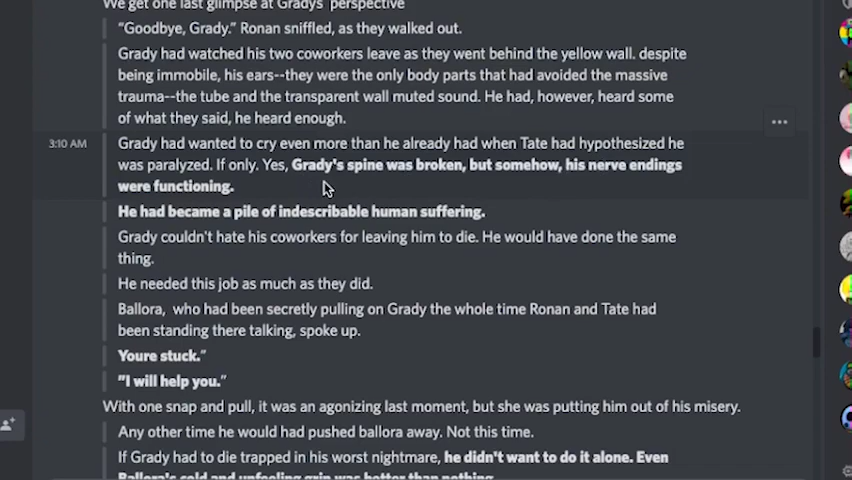 We get one last glimpse at Gradys perspective
“Goodbye, Grady.” Ronan sniffled, as they walked out.
Grady had watched his two coworkers leave as they went behind the yellow wall. despite
being immobile, his ears--they were the only body parts that had avoided the massive
trauma--the tube and the transparent wall muted sound. He had, however, heard some
of what they said, he heard enough.
3:10 AM
Grady had wanted to cry even more than he already had when Tate had hypothesized he
was paralyzed. If only. Yes, Grady's spine was broken, but somehow, his nerve endings
were functioning.
He had became a pile of indescribable human suffering.
Grady couldn't hate his coworkers for leaving him to die. He would have done the same
thing.
He needed this job as much as they did.
Ballora, who had been secretly pulling on Grady the whole time Ronan and Tate had
been standing there talking, spoke up.
Youre stuck.”
"I will help you.”
With one snap and pull, it was an agonizing last moment, but she was putting him out of his misery.
Any other time he would had pushed ballora away. Not this time.
If Grady had to die trapped in his worst nightmare, he didn't want to do it alone. Even
Ballora's cold and unfeeling grip was better than nothing.